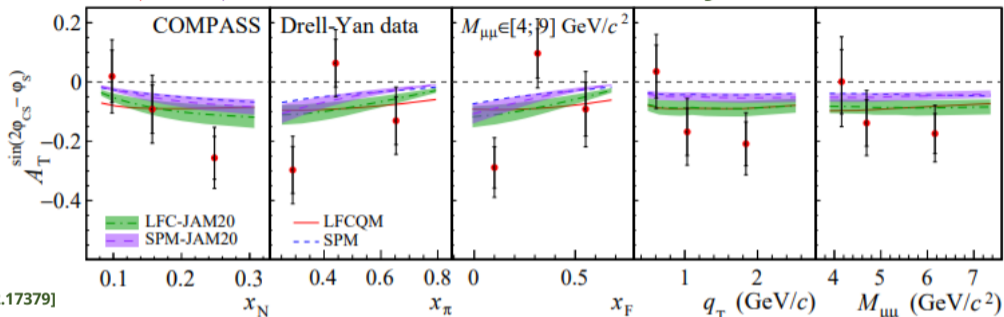 COMPASS
Drell-Yan data
M_μμ∈[4; 9] GeV/c²
A_T^sin(2φ_CS − φ_S)
0.2
0
−0.2
−0.4
LFC-JAM20
SPM-JAM20
LFCQM
SPM
0.1 0.2 0.3
0.4 0.6 0.8
0 0.5
1 2
4 5 6 7
x_N
x_π
x_F
q_T (GeV/c)
M_μμ (GeV/c²)
.17379]